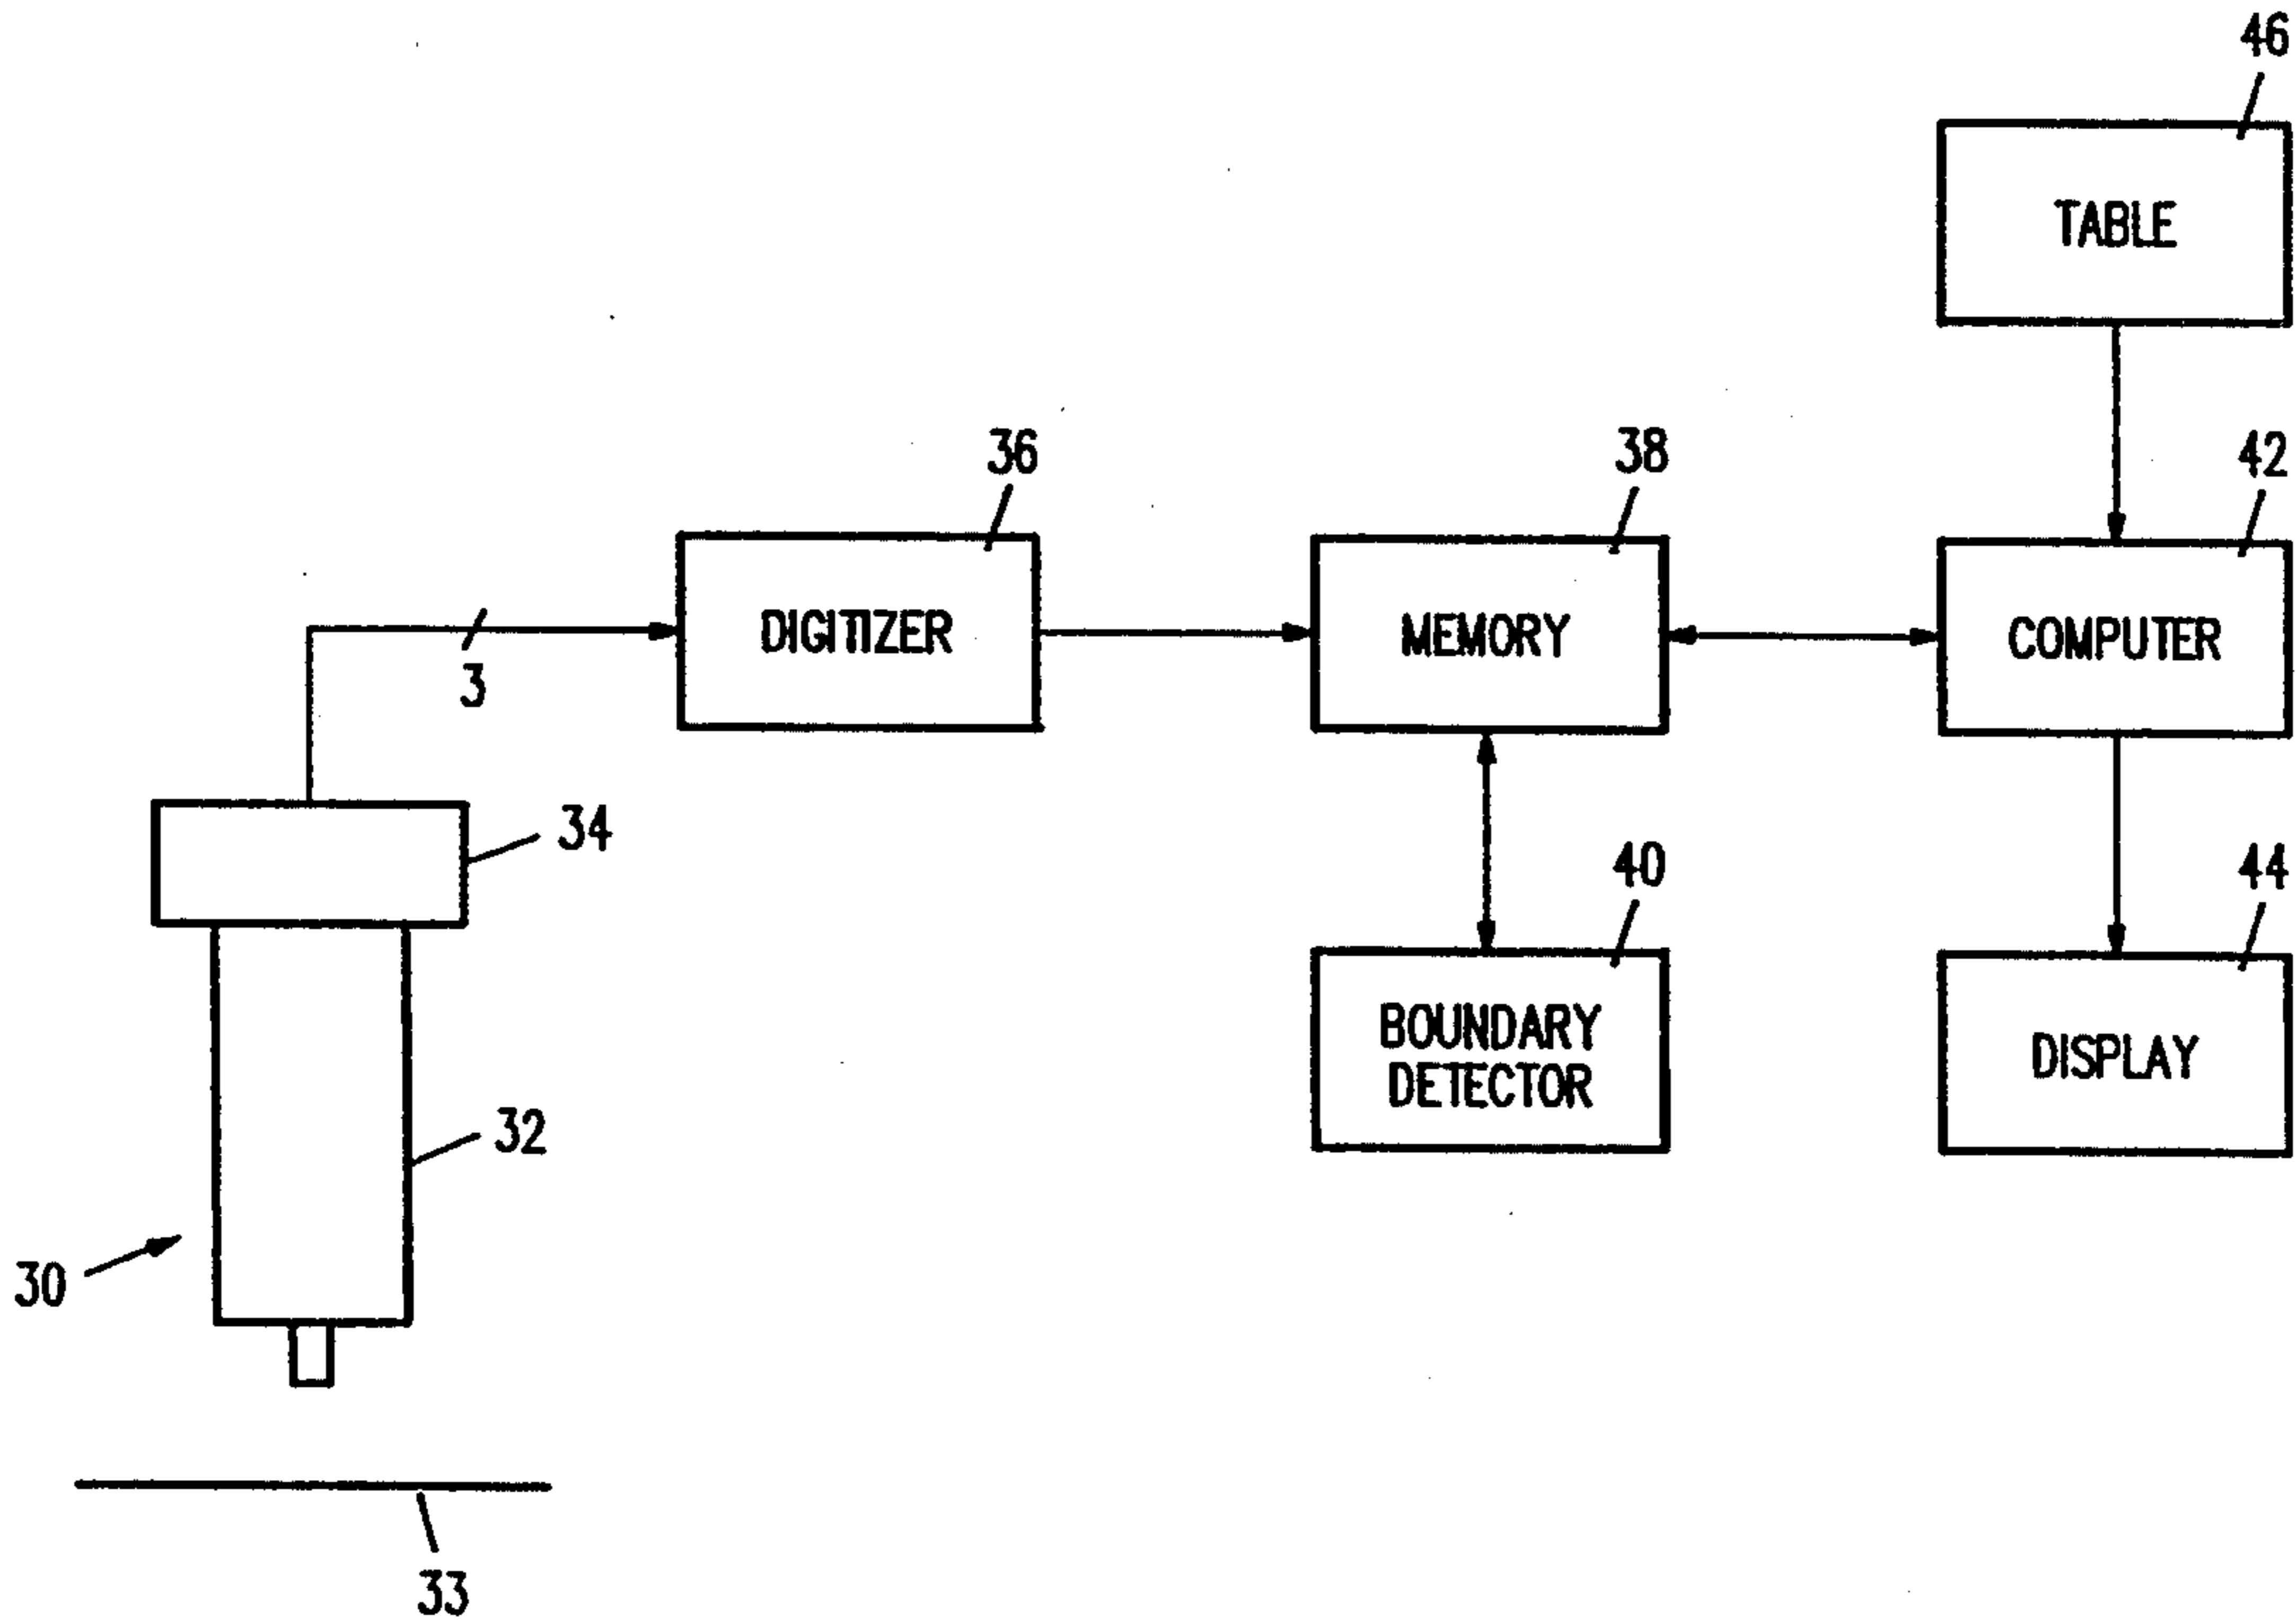 46
TABLE
36
38
42
DIGITIZER
MEMORY
COMPUTER
3
34
40
44
BOUNDARY
DETECTOR
DISPLAY
32
30
33